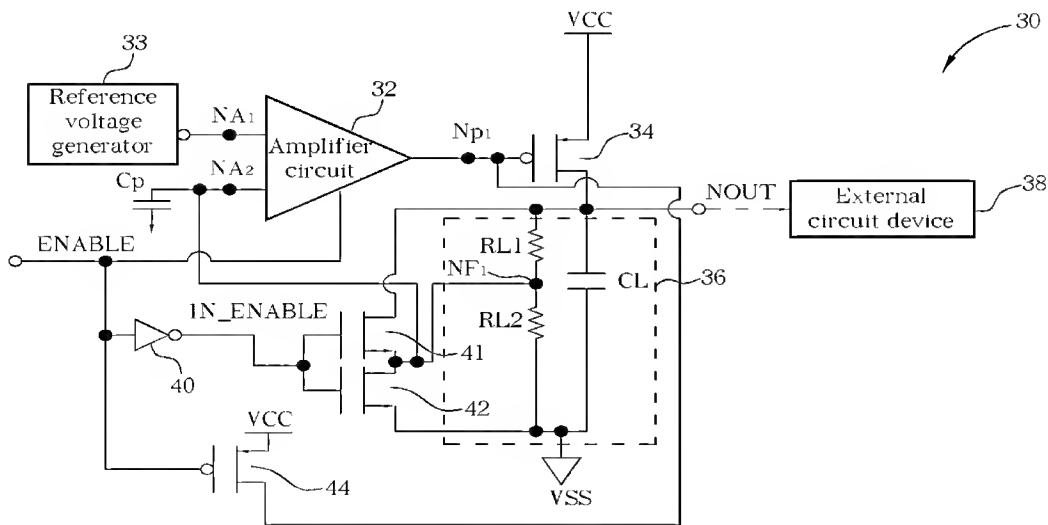 33
Reference
voltage
generator
NA1
NA2
Cp
32
Amplifier
circuit
Np1
VCC
34
30
NOUT
External
circuit device
38
ENABLE
RL1
NF1
RL2
CL
36
IN_ENABLE
40
41
42
VCC
44
VSS